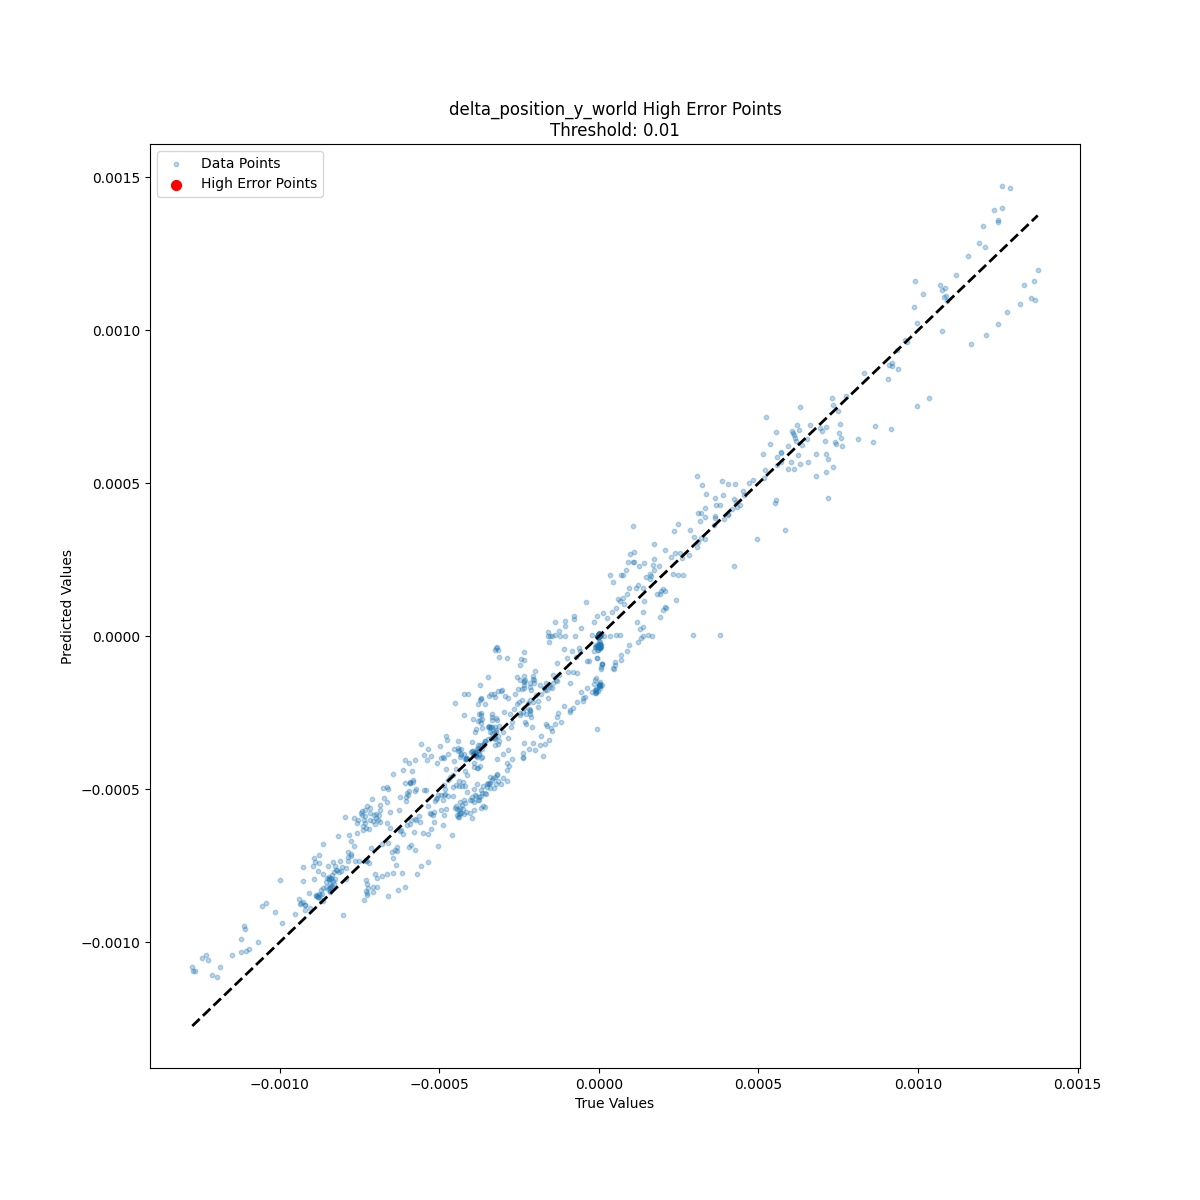 delta_position_y_world High Error Points
Threshold: 0.01
Data Points
High Error Points
0.0015
0.0010
0.0005
0.0000
−0.0005
−0.0010
Predicted Values
−0.0010
−0.0005
0.0000
0.0005
0.0010
0.0015
True Values